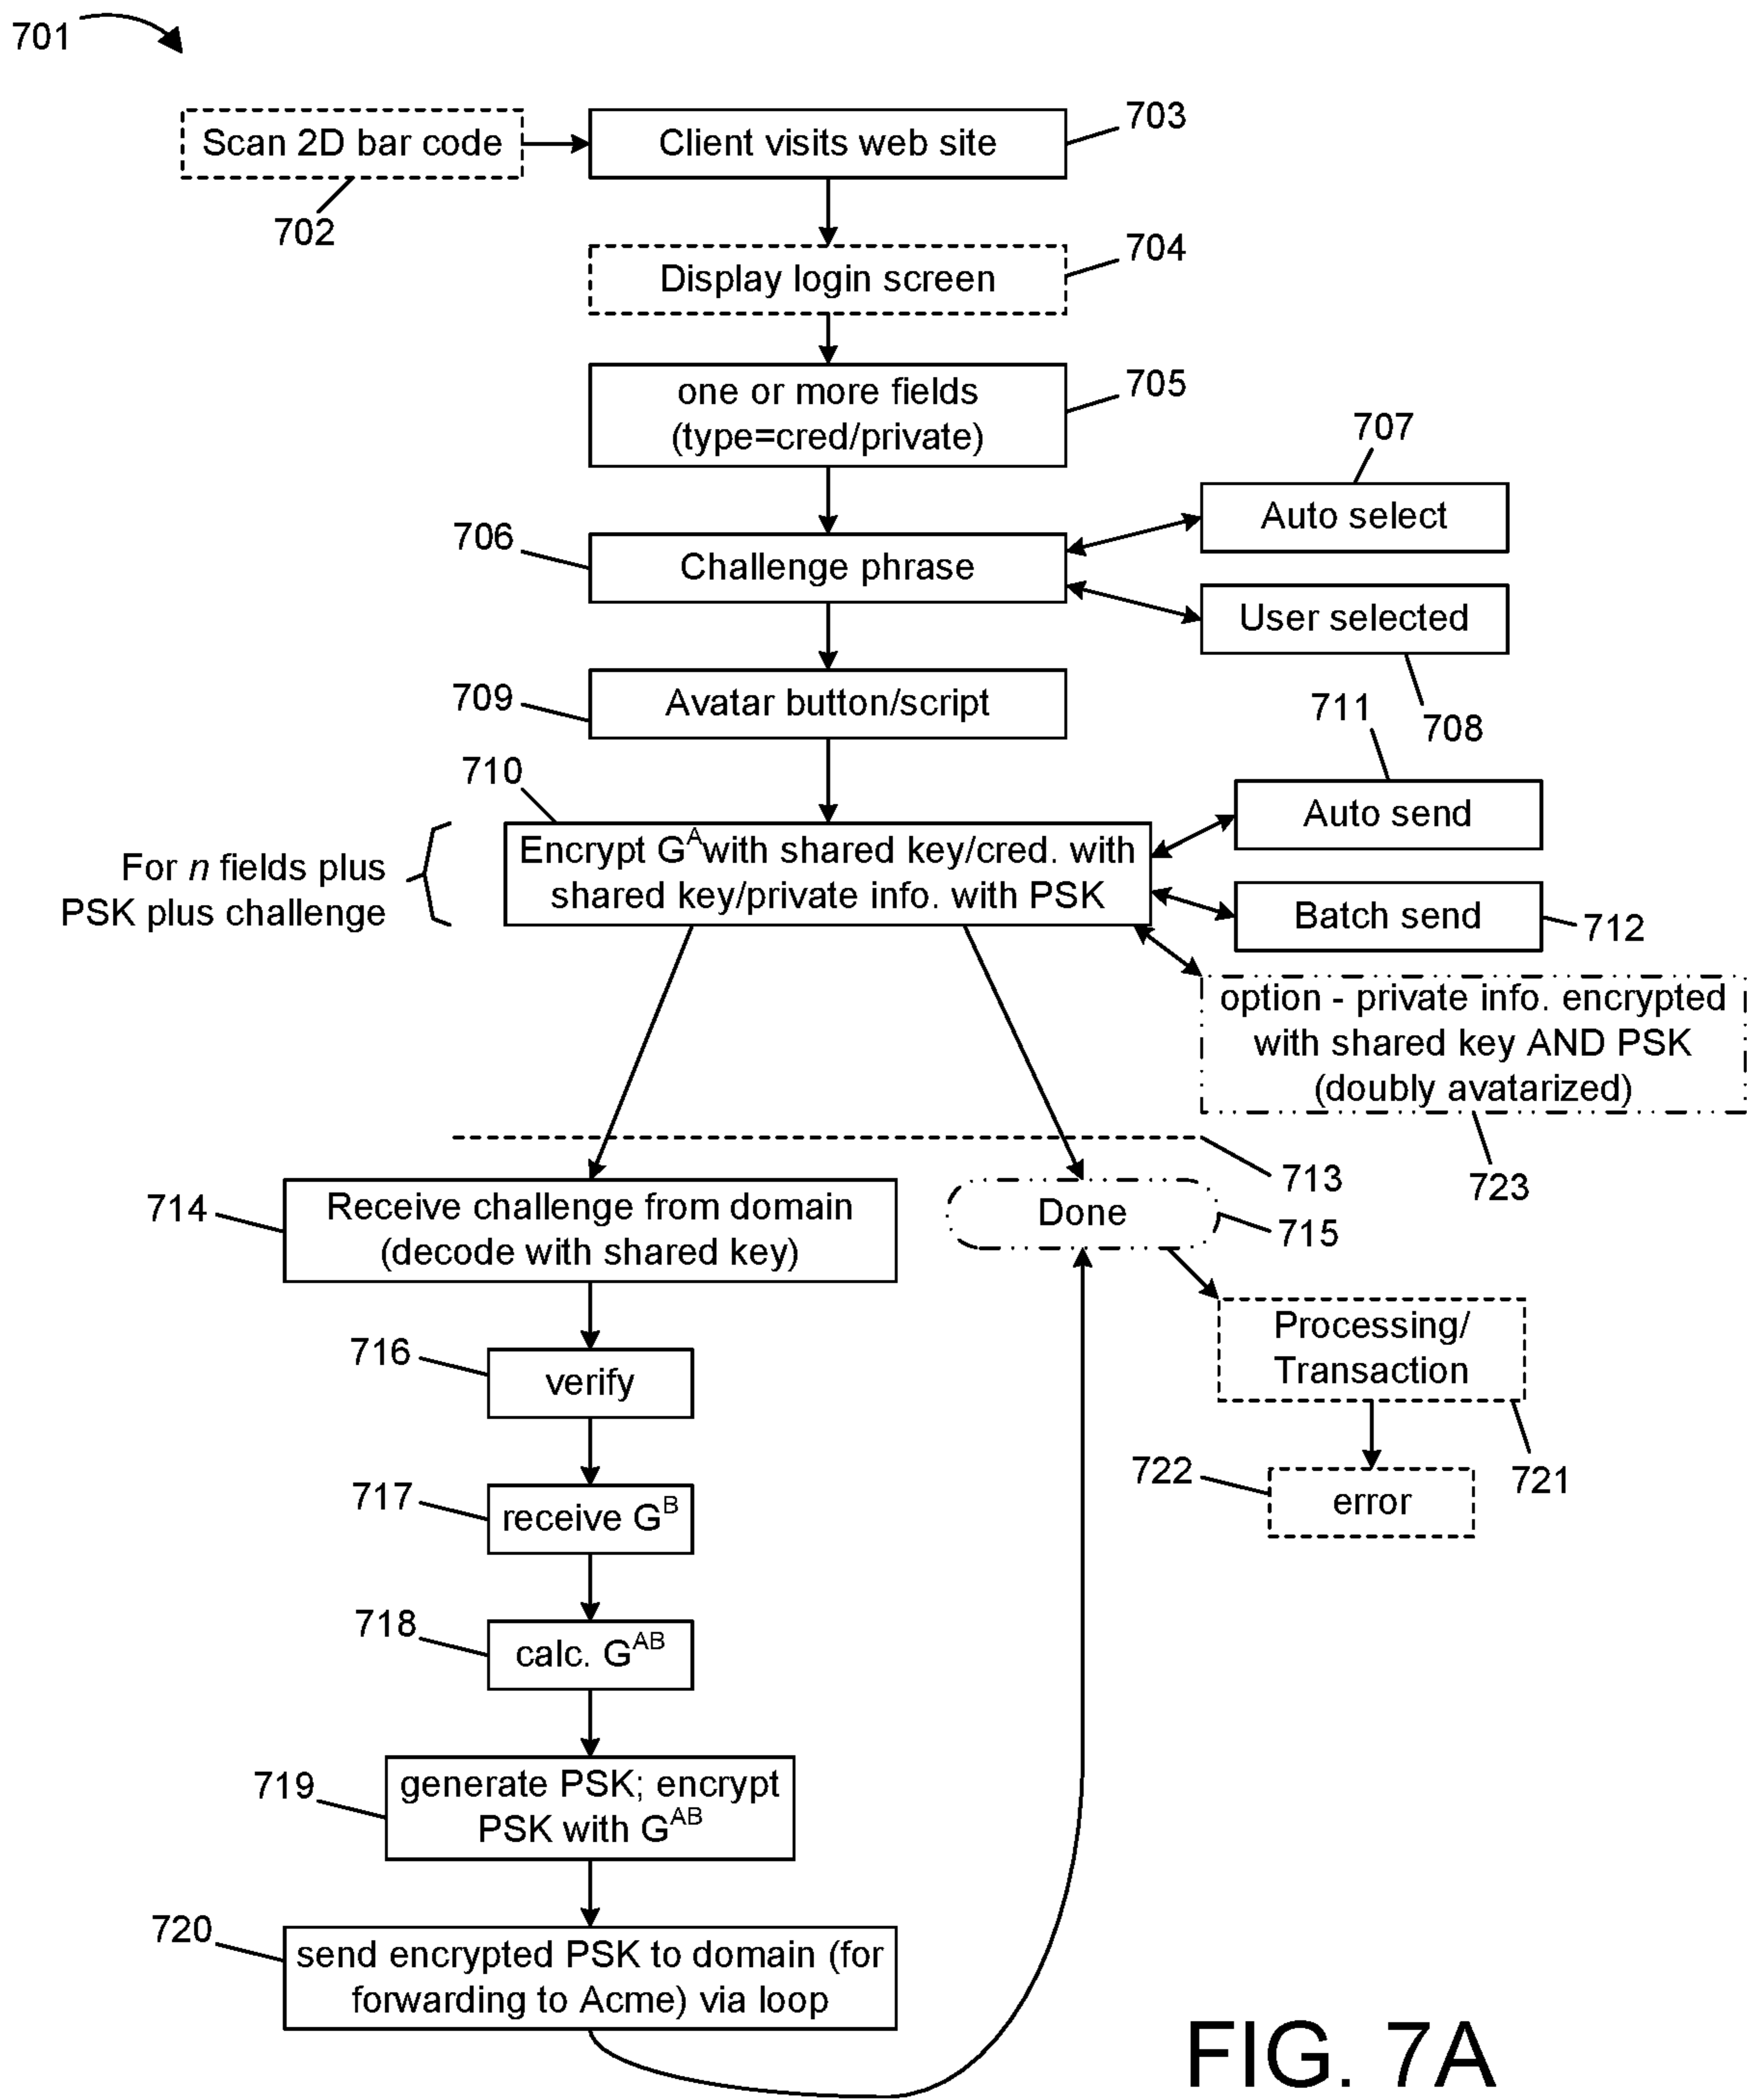 701
Scan 2D bar code
702
Client visits web site
703
Display login screen
704
one or more fields
(type=cred/private)
705
707
Auto select
706
Challenge phrase
User selected
708
709
Avatar button/script
711
Auto send
710
For n fields plus
PSK plus challenge
Encrypt G^A with shared key/cred. with
shared key/private info. with PSK
Batch send
712
option - private info. encrypted
with shared key AND PSK
(doubly avatarized)
723
713
714
Receive challenge from domain
(decode with shared key)
Done
715
716
verify
Processing/
Transaction
721
717
receive G^B
722
error
718
calc. G^AB
719
generate PSK; encrypt
PSK with G^AB
720
send encrypted PSK to domain (for
forwarding to Acme) via loop
FIG. 7A